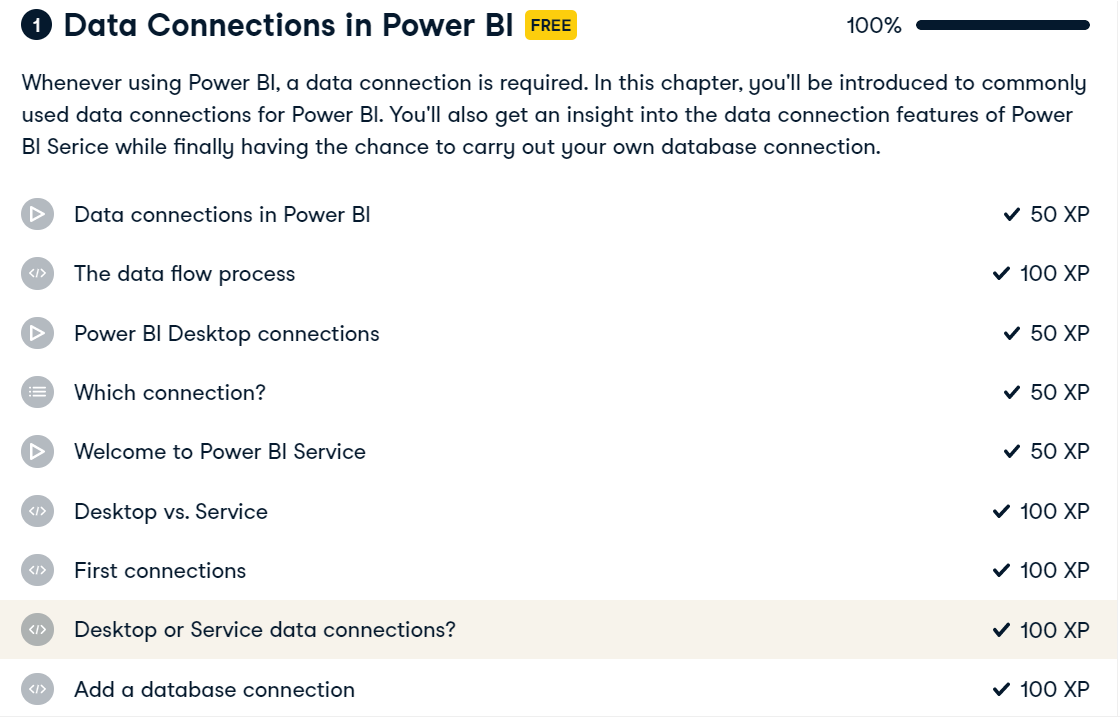 1 Data Connections in Power BI FREE 100%
Whenever using Power BI, a data connection is required. In this chapter, you'll be introduced to commonly
used data connections for Power BI. You'll also get an insight into the data connection features of Power
BI Serice while finally having the chance to carry out your own database connection.
Data connections in Power BI 50 XP
The data flow process 100 XP
Power BI Desktop connections 50 XP
Which connection? 50 XP
Welcome to Power BI Service 50 XP
Desktop vs. Service 100 XP
First connections 100 XP
Desktop or Service data connections? 100 XP
Add a database connection 100 XP